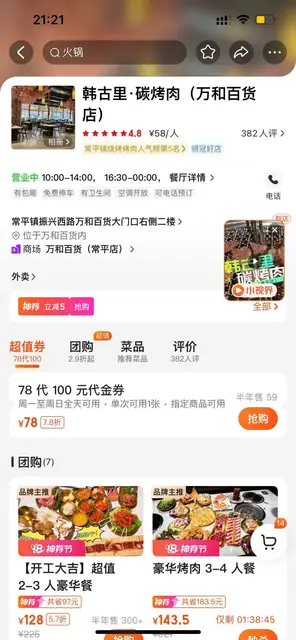 21:21
火锅
韩古里·碳烤肉（万和百货
店）
4.8 ¥58/人
382人评
常平镇烧烤烤肉人气榜第5名
银冠好店
相册
营业中 10:00-14:00， 16:30-00:00， 餐厅详情
有包厢 免费停车 有卫生间 空调开放 可电话预订
电话
常平镇振兴西路万和百货大门口右侧二楼
位于万和百货内
商场 万和百货（常平店）
韩古里
碳烤肉
小视界
外卖
全部
神券 立减5 抢购
超值券
78代100
团购
2.9折起
超值
菜品
推荐菜品
评价
382人评
78 代 100 元代金券
周一至周日全天可用 · 单次可用1张 · 指定商品可用
¥78 7.8折
半年售 59
抢购
团购(7)
品牌主推
神券节
【开工大吉】超值
2-3 人豪华餐
神券 共省97元
¥128 5.7折 半年售 300+
¥225
品牌主推
神券节
豪华烤肉 3-4 人餐
神券 共省183.5元
¥143.5 仅剩 01:38:45
14